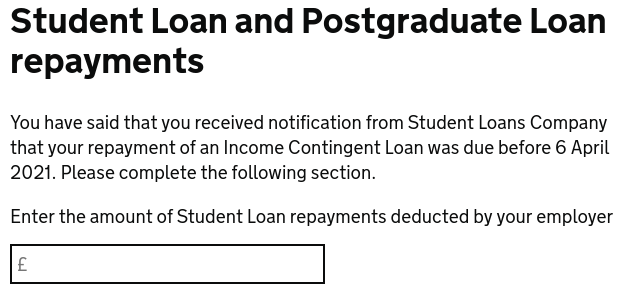 Student Loan and Postgraduate Loan
repayments
You have said that you received notification from Student Loans Company
that your repayment of an Income Contingent Loan was due before 6 April
2021. Please complete the following section.
Enter the amount of Student Loan repayments deducted by your employer
£